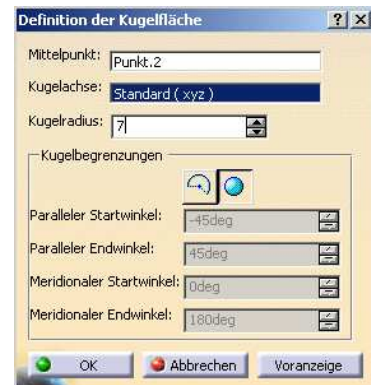 Definition der Kugelfläche
Mittelpunkt: Punkt.2
Kugelachse: Standard ( xyz )
Kugelradius: 7
Kugelbegrenzungen
Paralleler Startwinkel: -45deg
Paralleler Endwinkel: 45deg
Meridionaler Startwinkel: 0deg
Meridionaler Endwinkel: 180deg
OK Abbrechen Voranzeige